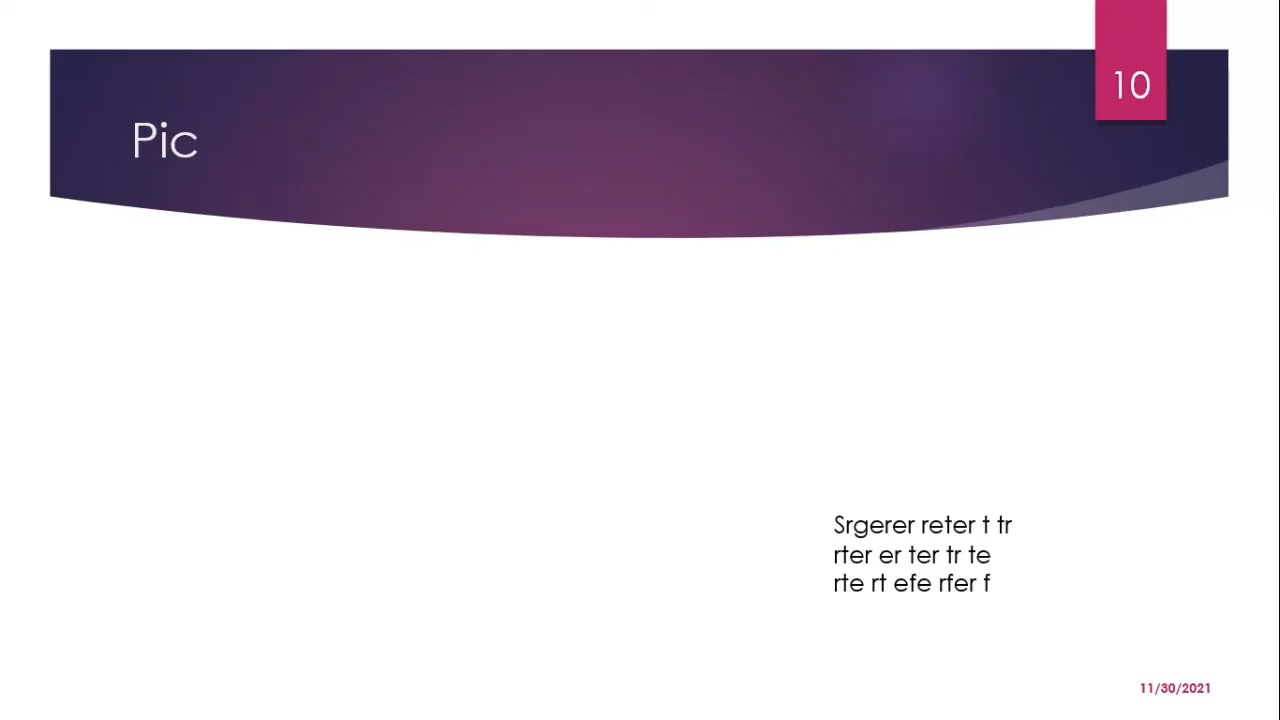 10
Pic
Srgerer reter t tr
rter er ter tr te
rte rt efe rfer f
11/30/2021